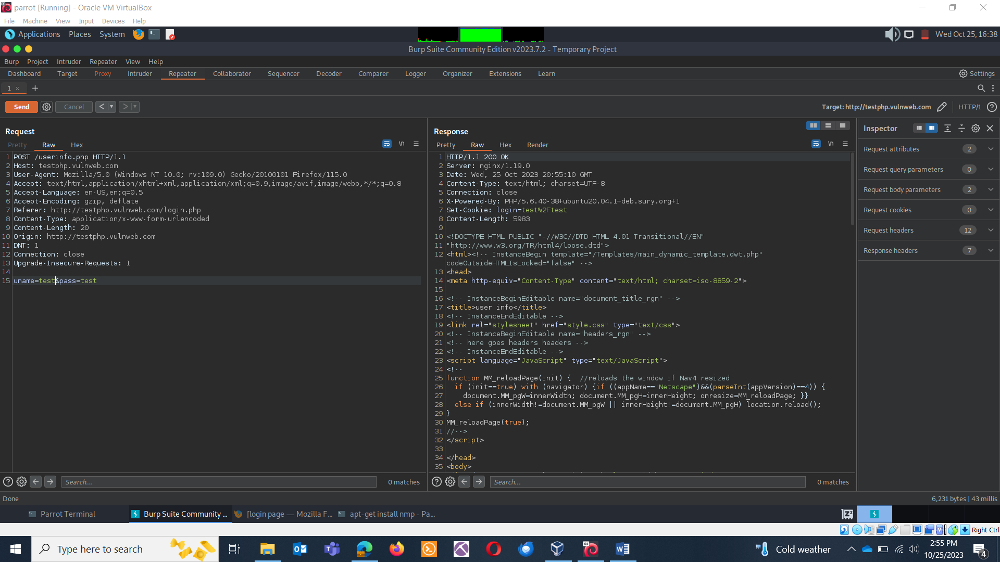 parrot [Running] - Oracle VM VirtualBox
File Machine View Input Devices Help
Applications Places System Wed Oct 25, 16:38
Burp Suite Community Edition v2023.7.2 - Temporary Project
Burp Project Intruder Repeater View Help
Dashboard Target Proxy Intruder Repeater Collaborator Sequencer Decoder Comparer Logger Organizer Extensions Learn Settings
1 × +
Send Cancel < > Target: http://testphp.vulnweb.com HTTP/1 ?
Request
Pretty Raw Hex \n
1 POST /userinfo.php HTTP/1.1
2 Host: testphp.vulnweb.com
3 User-Agent: Mozilla/5.0 (Windows NT 10.0; rv:109.0) Gecko/20100101 Firefox/115.0
4 Accept: text/html,application/xhtml+xml,application/xml;q=0.9,image/avif,image/webp,*/*;q=0.8
5 Accept-Language: en-US,en;q=0.5
6 Accept-Encoding: gzip, deflate
7 Referer: http://testphp.vulnweb.com/login.php
8 Content-Type: application/x-www-form-urlencoded
9 Content-Length: 20
10 Origin: http://testphp.vulnweb.com
11 DNT: 1
12 Connection: close
13 Upgrade-Insecure-Requests: 1
14
15 uname=test&pass=test
Search... 0 matches
Response
Pretty Raw Hex Render \n
1 HTTP/1.1 200 OK
2 Server: nginx/1.19.0
3 Date: Wed, 25 Oct 2023 20:55:10 GMT
4 Content-Type: text/html; charset=UTF-8
5 Connection: close
6 X-Powered-By: PHP/5.6.40-38+ubuntu20.04.1+deb.sury.org+1
7 Set-Cookie: login=test%2Ftest
8 Content-Length: 5983
9
10 <!DOCTYPE HTML PUBLIC "-//W3C//DTD HTML 4.01 Transitional//EN"
11 "http://www.w3.org/TR/html4/loose.dtd">
12 <html><!-- InstanceBegin template="/Templates/main_dynamic_template.dwt.php"
codeOutsideHTMLIsLocked="false" -->
13 <head>
14 <meta http-equiv="Content-Type" content="text/html; charset=iso-8859-2">
15
16 <!-- InstanceBeginEditable name="document_title_rgn" -->
17 <title>user info</title>
18 <!-- InstanceEndEditable -->
19 <link rel="stylesheet" href="style.css" type="text/css">
20 <!-- InstanceBeginEditable name="headers_rgn" -->
21 <!-- here goes headers headers -->
22 <!-- InstanceEndEditable -->
23 <script language="JavaScript" type="text/JavaScript">
24 <!--
25 function MM_reloadPage(init) { //reloads the window if Nav4 resized
26 if (init==true) with (navigator) {if ((appName=="Netscape")&&(parseInt(appVersion)==4)) {
27 document.MM_pgW=innerWidth; document.MM_pgH=innerHeight; onresize=MM_reloadPage; }}
28 else if (innerWidth!=document.MM_pgW || innerHeight!=document.MM_pgH) location.reload();
29 }
30 MM_reloadPage(true);
31 //-->
32 </script>
33
34 </head>
35 <body>
Search... 0 matches
Inspector
Request attributes 2
Request query parameters 0
Request body parameters 2
Request cookies 0
Request headers 12
Response headers 7
Done 6,231 bytes | 43 millis
Parrot Terminal Burp Suite Community ... [login page — Mozilla F... apt-get install nmp - Pa...
Right Ctrl
Type here to search Cold weather 2:55 PM
10/25/2023 4